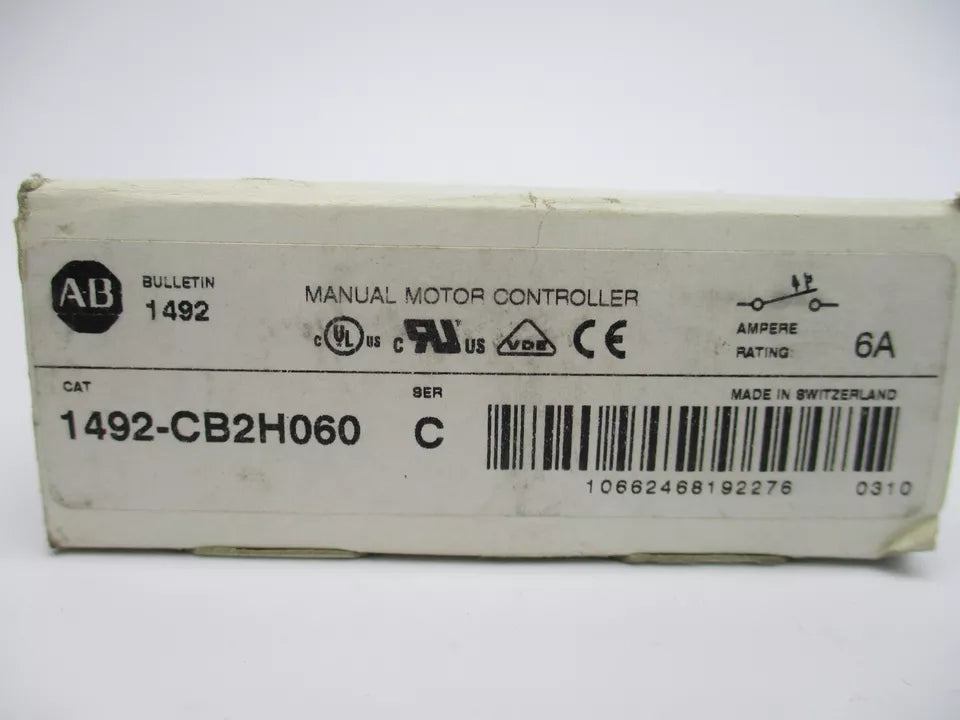 AB
BULLETIN
1492
MANUAL MOTOR CONTROLLER
c UL us c RU us VDE CE
AMPERE
RATING: 6A
CAT
1492-CB2H060
SER
C
MADE IN SWITZERLAND
10662468192276 0310